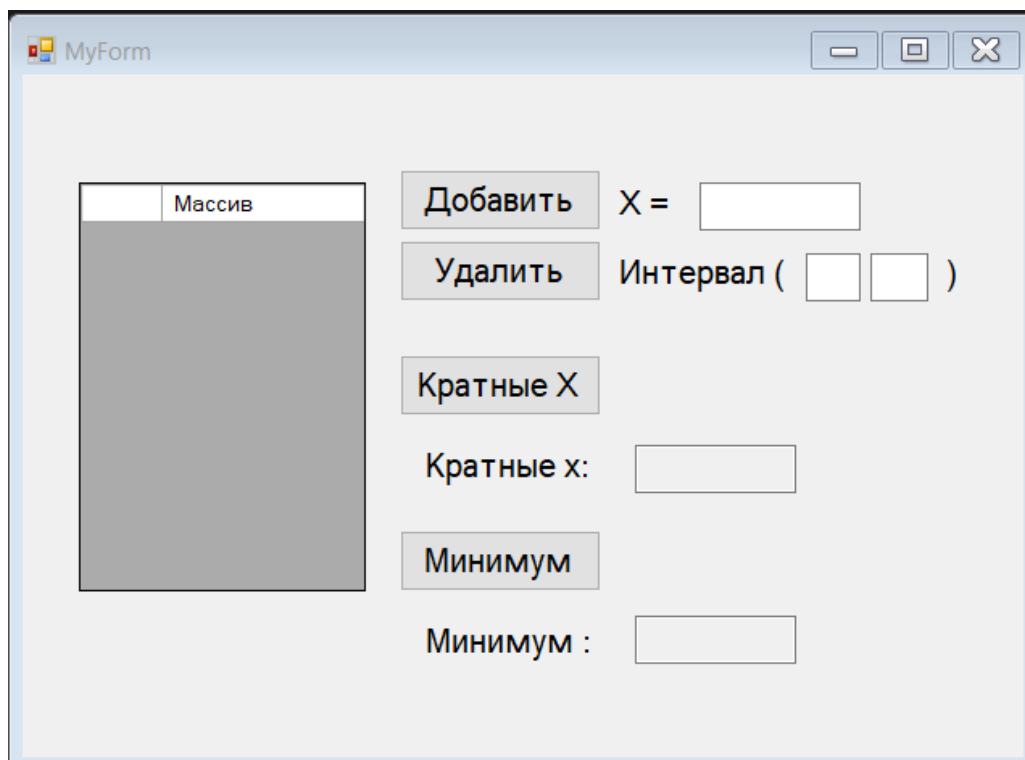 MyForm
Массив
Добавить X =
Удалить Интервал ( )
Кратные X
Кратные x:
Минимум
Минимум :